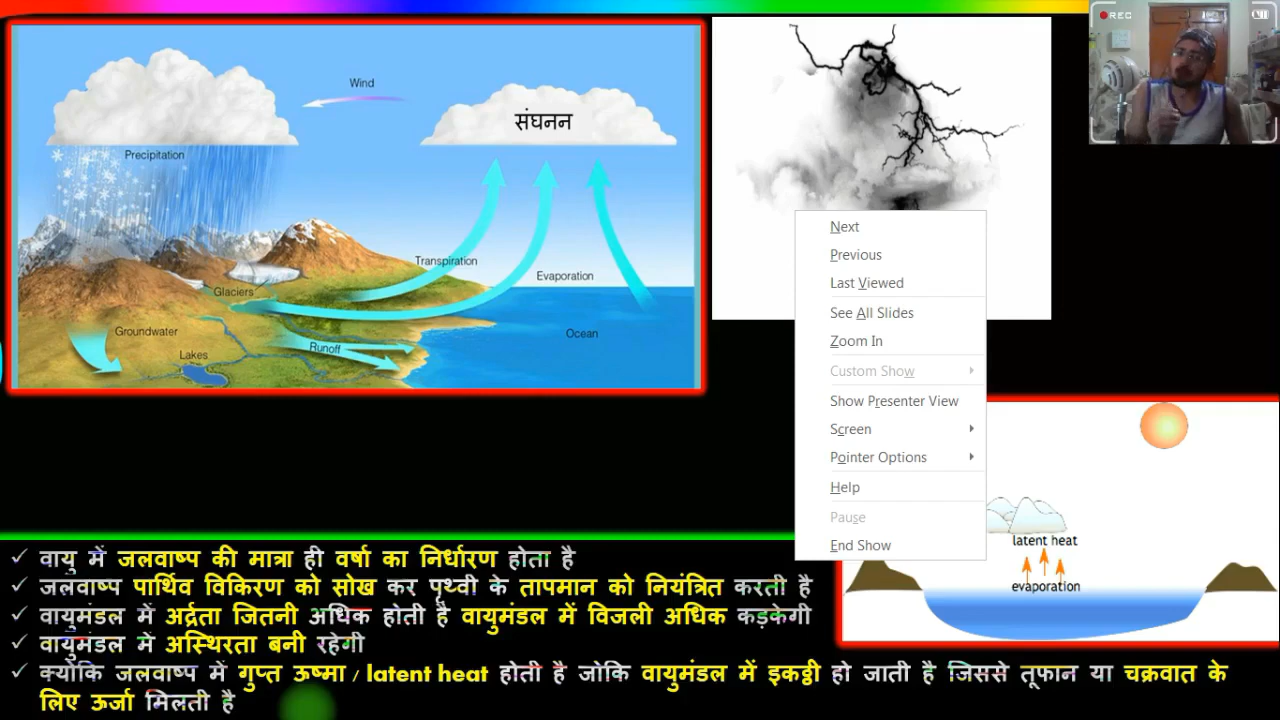 REC
Wind
संघनन
Precipitation
Transpiration
Evaporation
Glaciers
Groundwater
Ocean
Runoff
Lakes
Next
Previous
Last Viewed
See All Slides
Zoom In
Custom Show
Show Presenter View
Screen
Pointer Options
Help
Pause
End Show
latent heat
evaporation
✓ वायु में जलवाष्प की मात्रा ही वर्षा का निर्धारण होता है
✓ जलवाष्प पार्थिव विकिरण को सोख कर पृथ्वी के तापमान को नियंत्रित करती है
✓ वायुमंडल में अर्द्रता जितनी अधिक होती है वायुमंडल में विजली अधिक कड़केगी
✓ वायुमंडल में अस्थिरता बनी रहेगी
✓ क्योकि जलवाष्प में गुप्त ऊष्मा / latent heat होती है जोकि वायुमंडल में इकठ्ठी हो जाती है जिससे तूफान या चक्रवात के
लिए ऊर्जा मिलती है